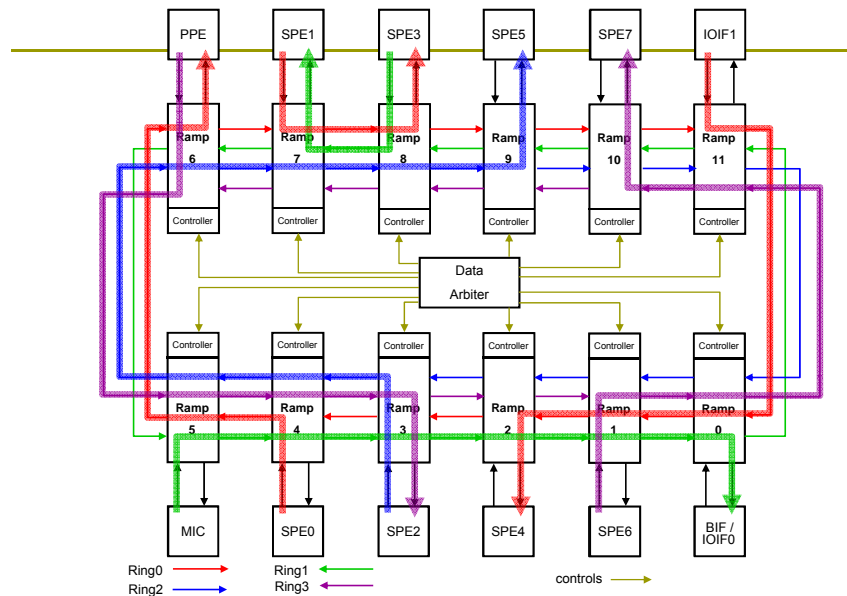 PPE
SPE1
SPE3
SPE5
SPE7
IOIF1
Ramp
6
Ramp
7
Ramp
8
Ramp
9
Ramp
10
Ramp
11
Controller
Controller
Controller
Controller
Controller
Controller
Data
Arbiter
Controller
Controller
Controller
Controller
Controller
Controller
Ramp
5
Ramp
4
Ramp
3
Ramp
2
Ramp
1
Ramp
0
MIC
SPE0
SPE2
SPE4
SPE6
BIF /
IOIF0
Ring0
Ring1
Ring2
Ring3
controls